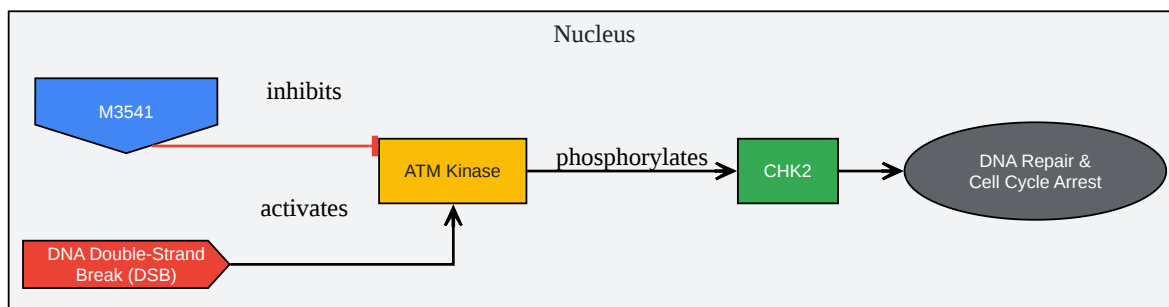 Nucleus
M3541
inhibits
ATM Kinase
phosphorylates
CHK2
DNA Repair &
Cell Cycle Arrest
activates
DNA Double-Strand
Break (DSB)